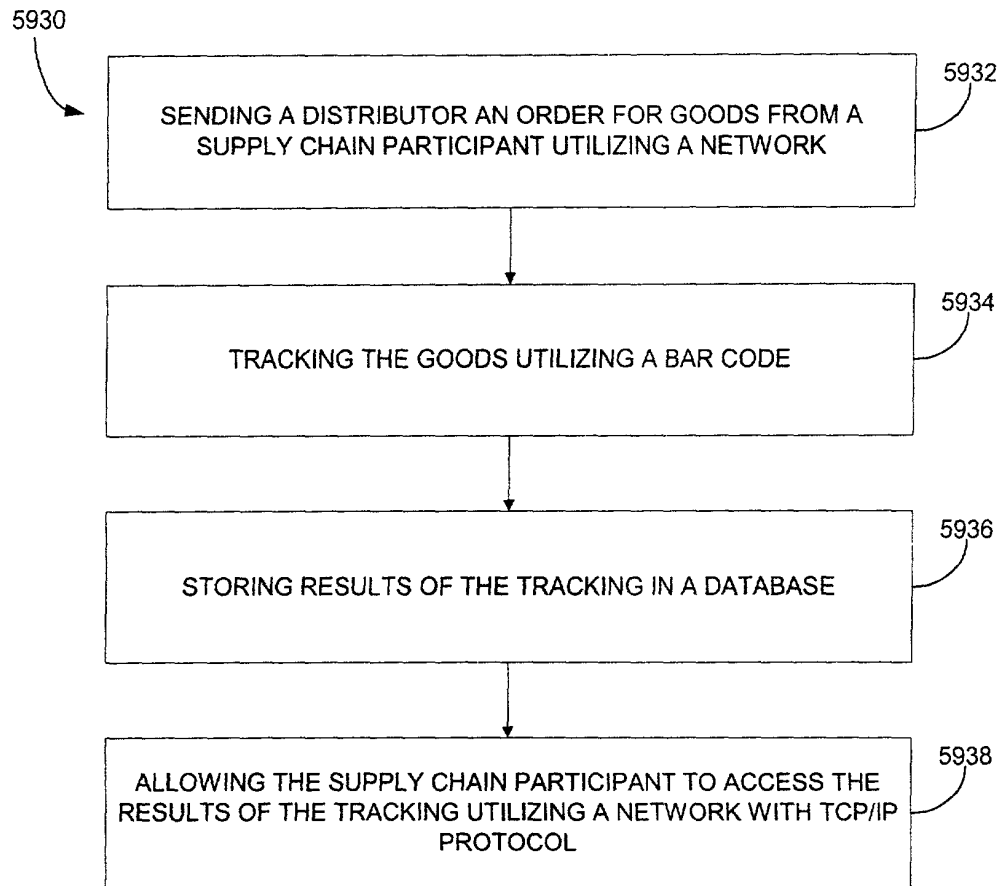 5930
5932
SENDING A DISTRIBUTOR AN ORDER FOR GOODS FROM A
SUPPLY CHAIN PARTICIPANT UTILIZING A NETWORK
5934
TRACKING THE GOODS UTILIZING A BAR CODE
5936
STORING RESULTS OF THE TRACKING IN A DATABASE
5938
ALLOWING THE SUPPLY CHAIN PARTICIPANT TO ACCESS THE
RESULTS OF THE TRACKING UTILIZING A NETWORK WITH TCP/IP
PROTOCOL